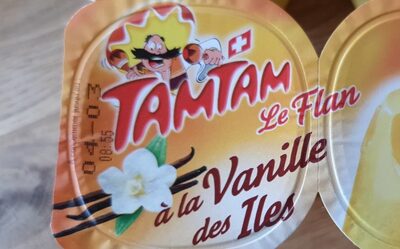 TAMTAM
Le Flan
à la Vanille
des Iles
04-03
08:55